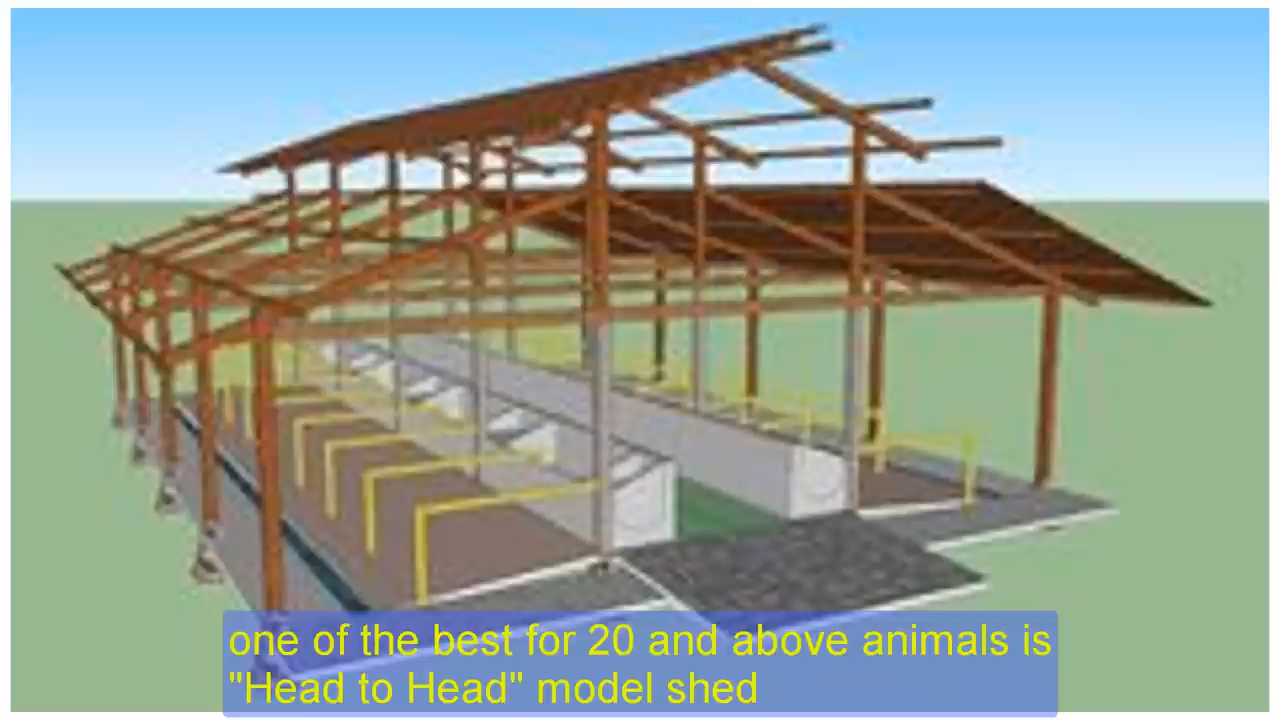 one of the best for 20 and above animals is
"Head to Head" model shed